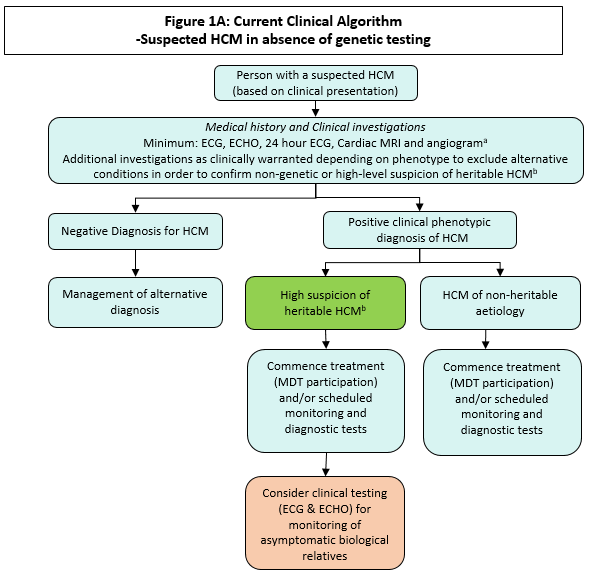 Figure 1A: Current Clinical Algorithm
-Suspected HCM in absence of genetic testing
Person with a suspected HCM
(based on clinical presentation)
Medical history and Clinical investigations
Minimum: ECG, ECHO, 24 hour ECG, Cardiac MRI and angiogramᵃ
Additional investigations as clinically warranted depending on phenotype to exclude alternative
conditions in order to confirm non-genetic or high-level suspicion of heritable HCMᵇ
Negative Diagnosis for HCM
Positive clinical phenotypic
diagnosis of HCM
Management of alternative
diagnosis
High suspicion of
heritable HCMᵇ
HCM of non-heritable
aetiology
Commence treatment
(MDT participation)
and/or scheduled
monitoring and
diagnostic tests
Commence treatment
(MDT participation)
and/or scheduled
monitoring and
diagnostic tests
Consider clinical testing
(ECG & ECHO) for
monitoring of
asymptomatic biological
relatives